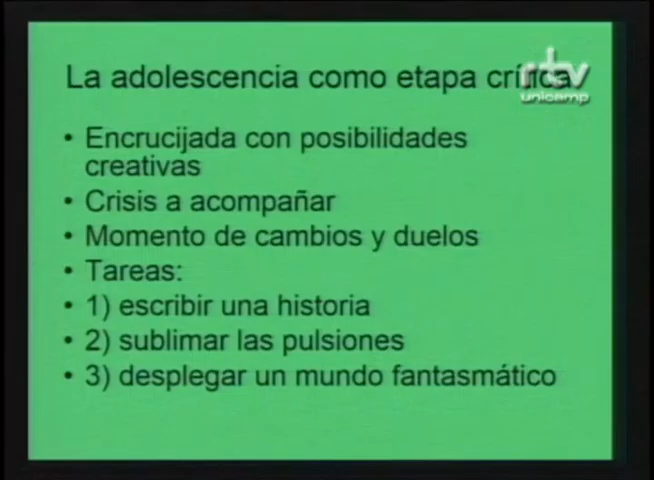 La adolescencia como etapa crítica
rtv
unicamp
• Encrucijada con posibilidades
creativas
• Crisis a acompañar
• Momento de cambios y duelos
• Tareas:
• 1) escribir una historia
• 2) sublimar las pulsiones
• 3) desplegar un mundo fantasmático